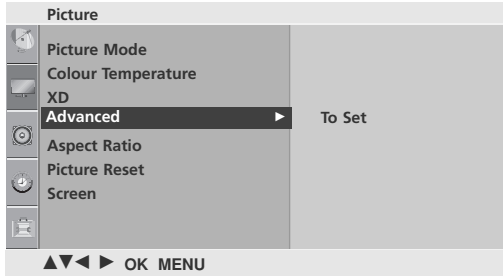 Picture
Picture Mode
Colour Temperature
XD
Advanced ► To Set
Aspect Ratio
Picture Reset
Screen
▲▼◄ ► OK MENU